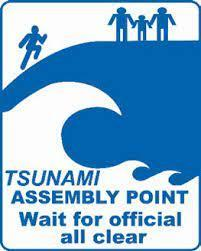 TSUNAMI
ASSEMBLY POINT
Wait for official
all clear